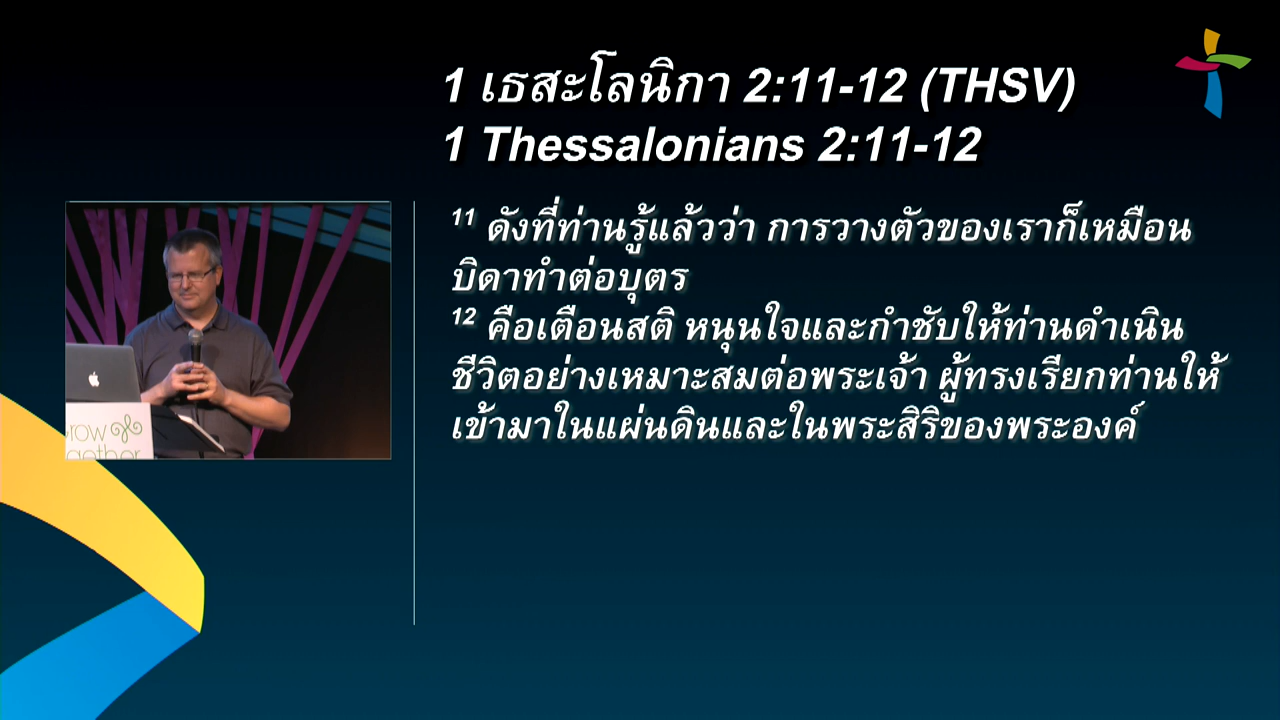 1 เธสะโลนิกา 2:11-12 (THSV)
1 Thessalonians 2:11-12
11 ดังที่ท่านรู้แล้วว่า การวางตัวของเราก็เหมือน
บิดาทำต่อบุตร
12 คือเตือนสติ หนุนใจและกำชับให้ท่านดำเนิน
ชีวิตอย่างเหมาะสมต่อพระเจ้า ผู้ทรงเรียกท่านให้
เข้ามาในแผ่นดินและในพระสิริของพระองค์
row
gether